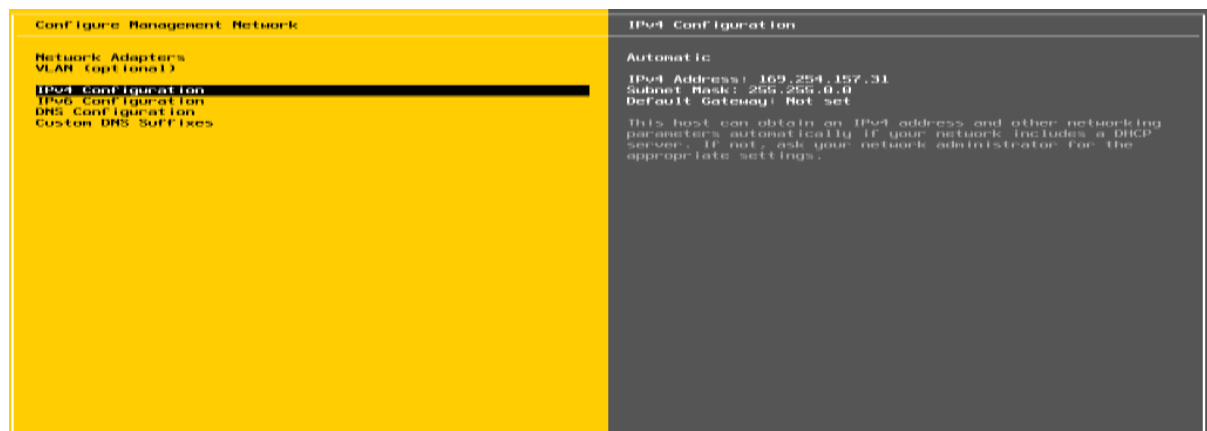 Configure Management Network
Network Adapters
VLAN (optional)
IPv4 Configuration
IPv6 Configuration
DNS Configuration
Custom DNS Suffixes
IPv4 Configuration
Automatic
IPv4 Address: 169.254.157.31
Subnet Mask: 255.255.0.0
Default Gateway: Not set
This host can obtain an IPv4 address and other networking
parameters automatically if your network includes a DHCP
server. If not, ask your network administrator for the
appropriate settings.